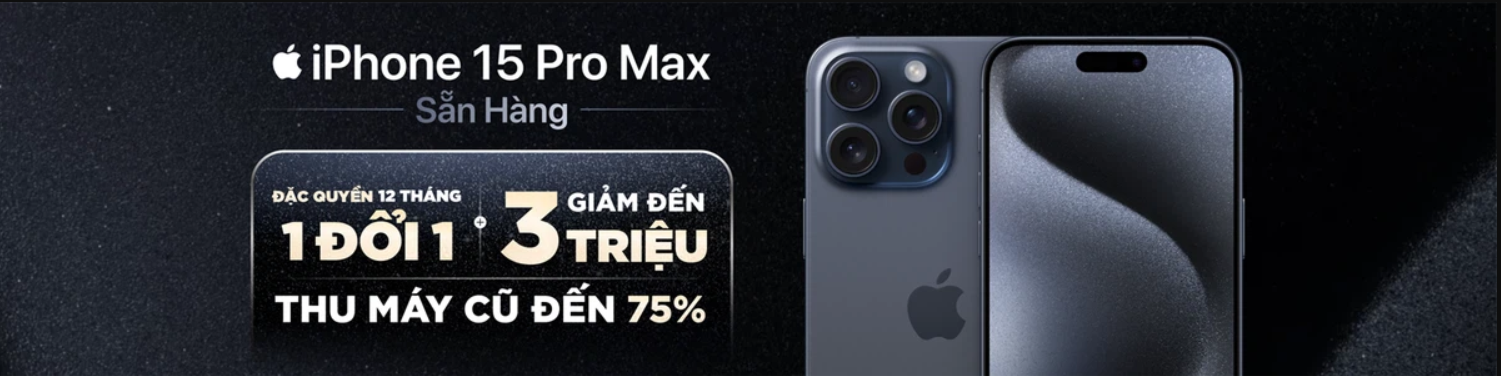 iPhone 15 Pro Max
Sẵn Hàng
ĐẶC QUYỀN 12 THÁNG
1 ĐỔI 1
+
GIẢM ĐẾN
3 TRIỆU
THU MÁY CŨ ĐẾN 75%